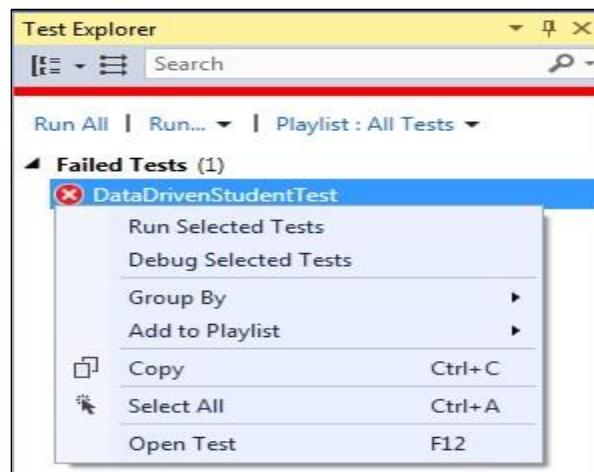 Test Explorer
Search
Run All | Run... | Playlist : All Tests
Failed Tests (1)
DataDrivenStudentTest
Run Selected Tests
Debug Selected Tests
Group By
Add to Playlist
Copy Ctrl+C
Select All Ctrl+A
Open Test F12